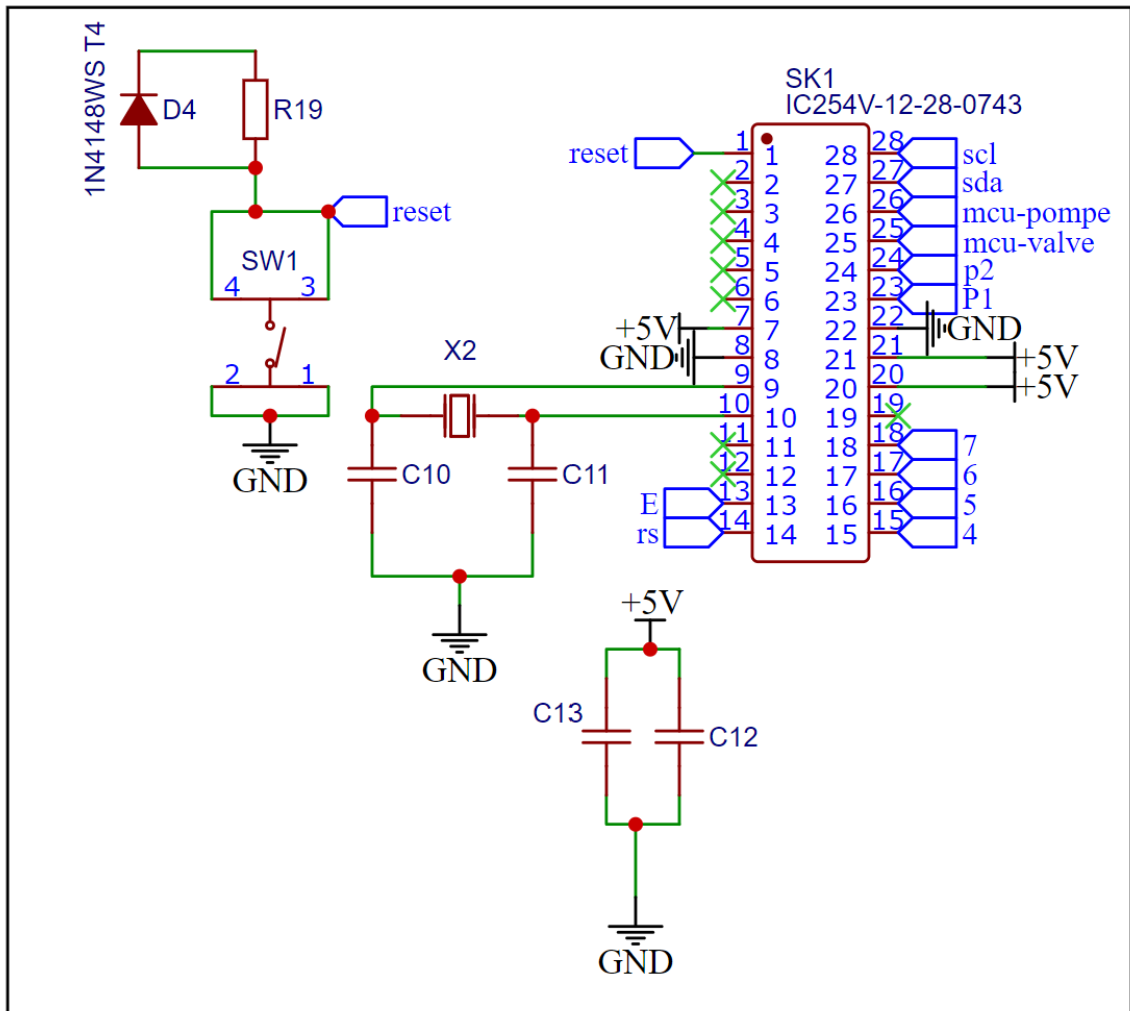 1N4148WS T4
D4
R19
reset
SW1
4 3
2 1
GND
X2
C10
C11
GND
SK1
IC254V-12-28-0743
reset
1 1 28 28 scl
2 2 27 27 sda
3 3 26 26 mcu-pompe
4 4 25 25 mcu-valve
5 5 24 24 p2
6 6 23 23 P1
+5V 7 7 22 22 GND
GND 8 8 21 21 +5V
9 9 20 20 +5V
10 10 19 19
11 11 18 18 7
12 12 17 17 6
E 13 13 16 16 5
rs 14 14 15 15 4
+5V
C13
C12
GND